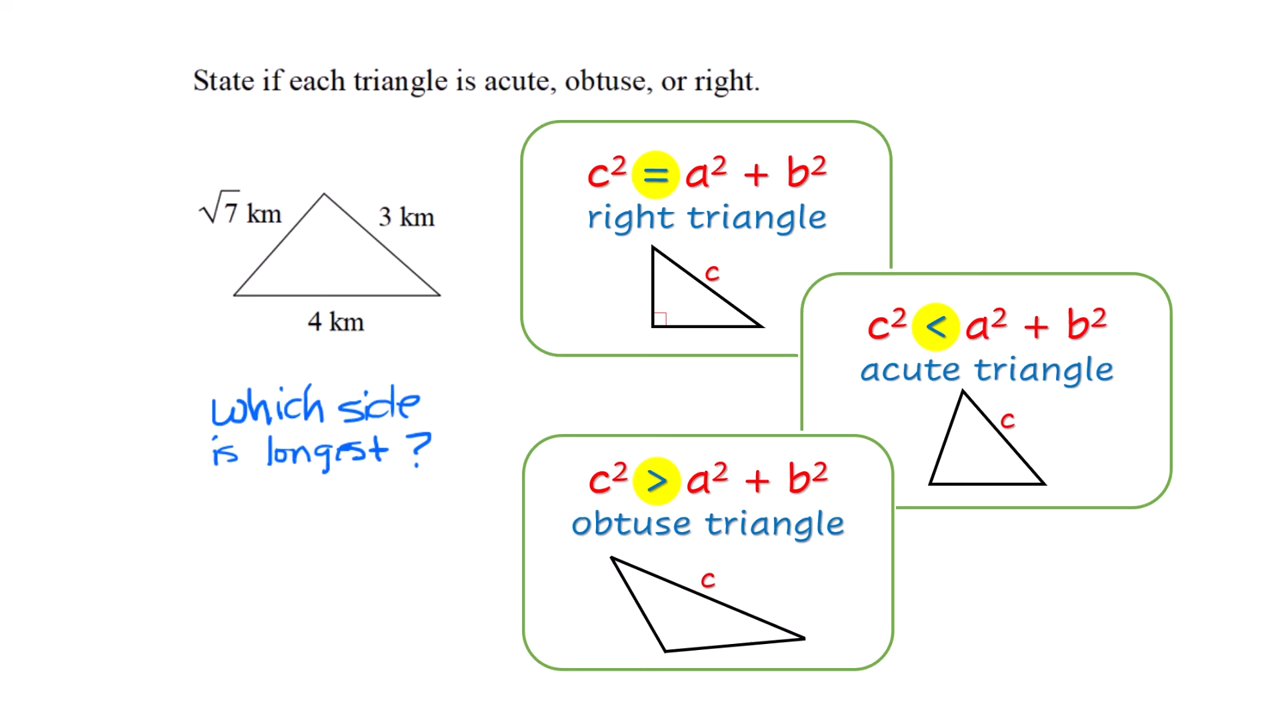 State if each triangle is acute, obtuse, or right.
√7 km
3 km
4 km
which side
is longest ?
c² = a² + b²
right triangle
c
c² < a² + b²
acute triangle
c
c² > a² + b²
obtuse triangle
c